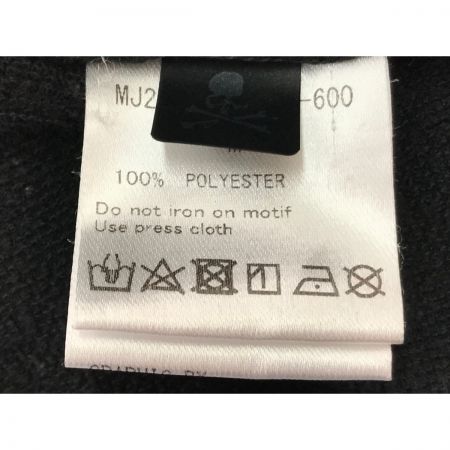 MJ2 -600
M
100% POLYESTER
Do not iron on motif
Use press cloth